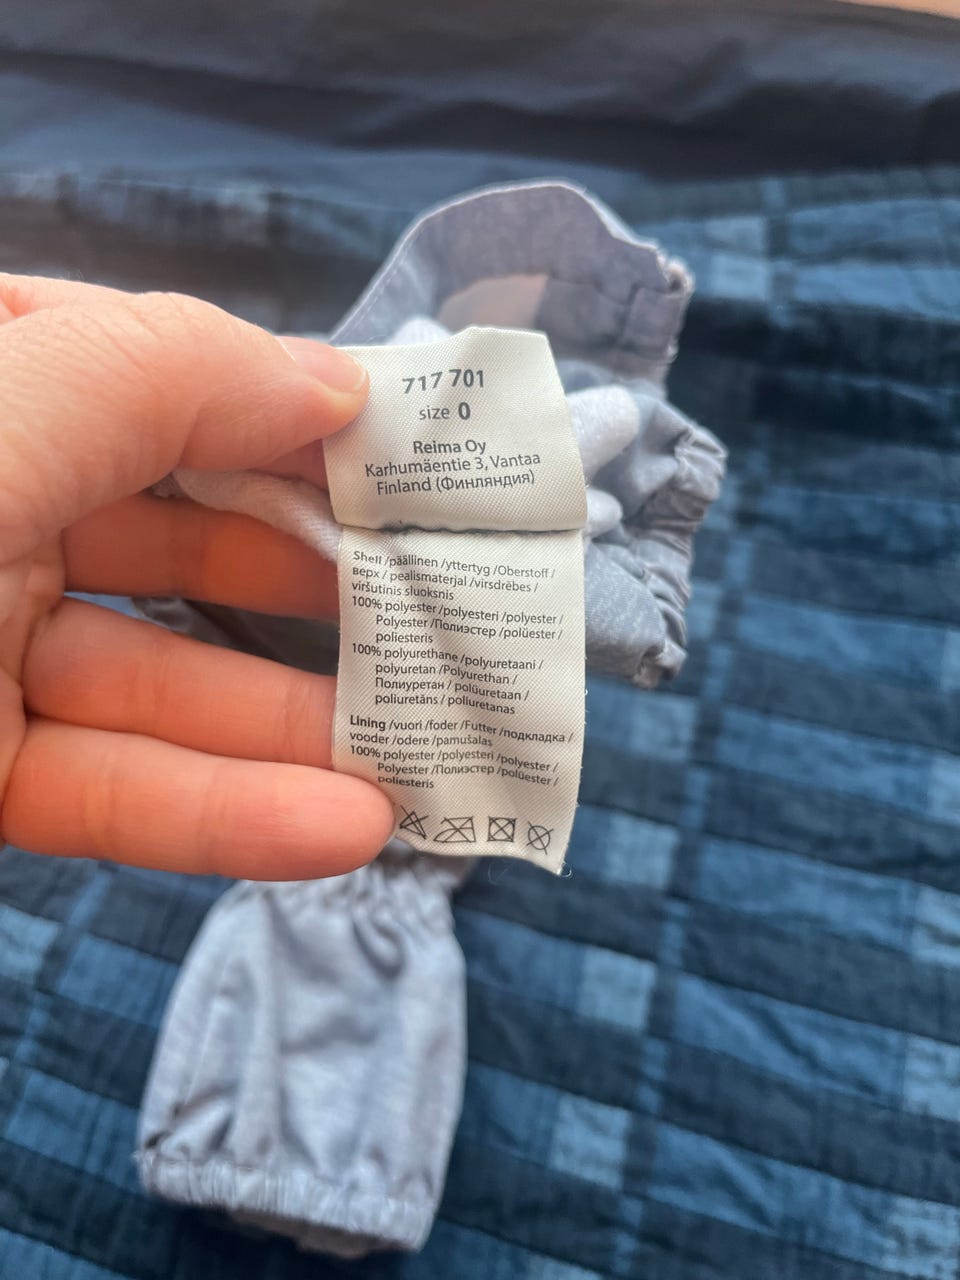 717 701
size 0
Reima Oy
Karhumäentie 3, Vantaa
Finland (Финляндия)
Shell /päällinen /yttertyg /Oberstoff /
верх / pealismaterjal /virsdrēbes /
viršutinis sluoksnis
100% polyester /polyesteri /polyester /
Polyester /Полиэстер /polüester /
poliesteris
100% polyurethane /polyuretaani /
polyuretan /Polyurethan /
Полиуретан / polüuretaan /
poliuretāns / poliuretanas
Lining /vuori /foder /Futter /подкладка /
vooder /odere /pamušalas
100% polyester /polyesteri /polyester /
Polyester /Полиэстер /polüester /
poliesteris